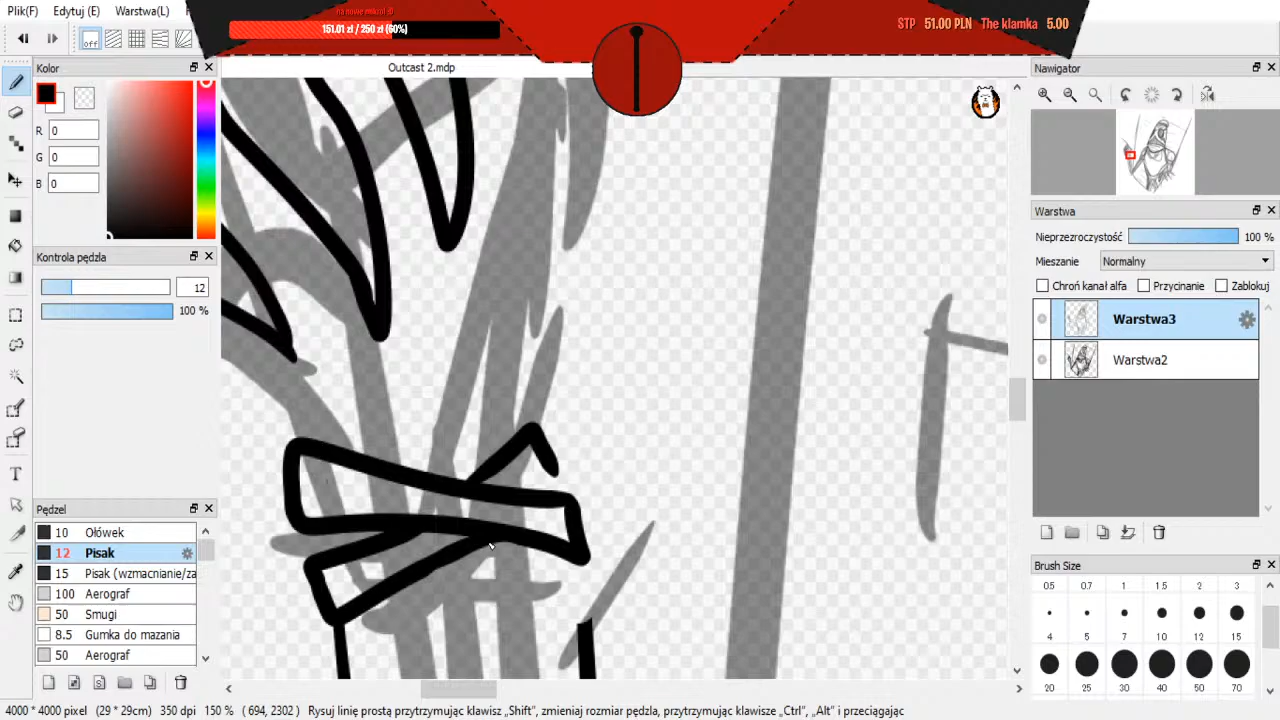 Plik(F) Edytuj (E) Warstwa(L)
na nowe mikro! :D
151.01 zł / 250 zł (60%)
STP 51.00 PLN The klamka 5.00
OFF
Kolor
Outcast 2.mdp
Nawigator
R 0
G 0
B 0
Kontrola pędzla
12
100 %
Warstwa
Nieprzezroczystość 100 %
Mieszanie Normalny
Chroń kanał alfa Przycinanie Zablokuj
Warstwa3
Warstwa2
Pędzel
10 Ołówek
12 Pisak
15 Pisak (wzmacnianie/za
100 Aerograf
50 Smugi
8.5 Gumka do mazania
50 Aerograf
T
Brush Size
0.5 0.7 1 1.5 2 3
4 5 7 10 12 15
20 25 30 40 50 70
4000 * 4000 pixel (29 * 29cm) 350 dpi 150 % ( 694, 2302 ) Rysuj linię prostą przytrzymując klawisz „Shift", zmieniaj rozmiar pędzla, przytrzymując klawisze „Ctrl", „Alt" i przeciągając